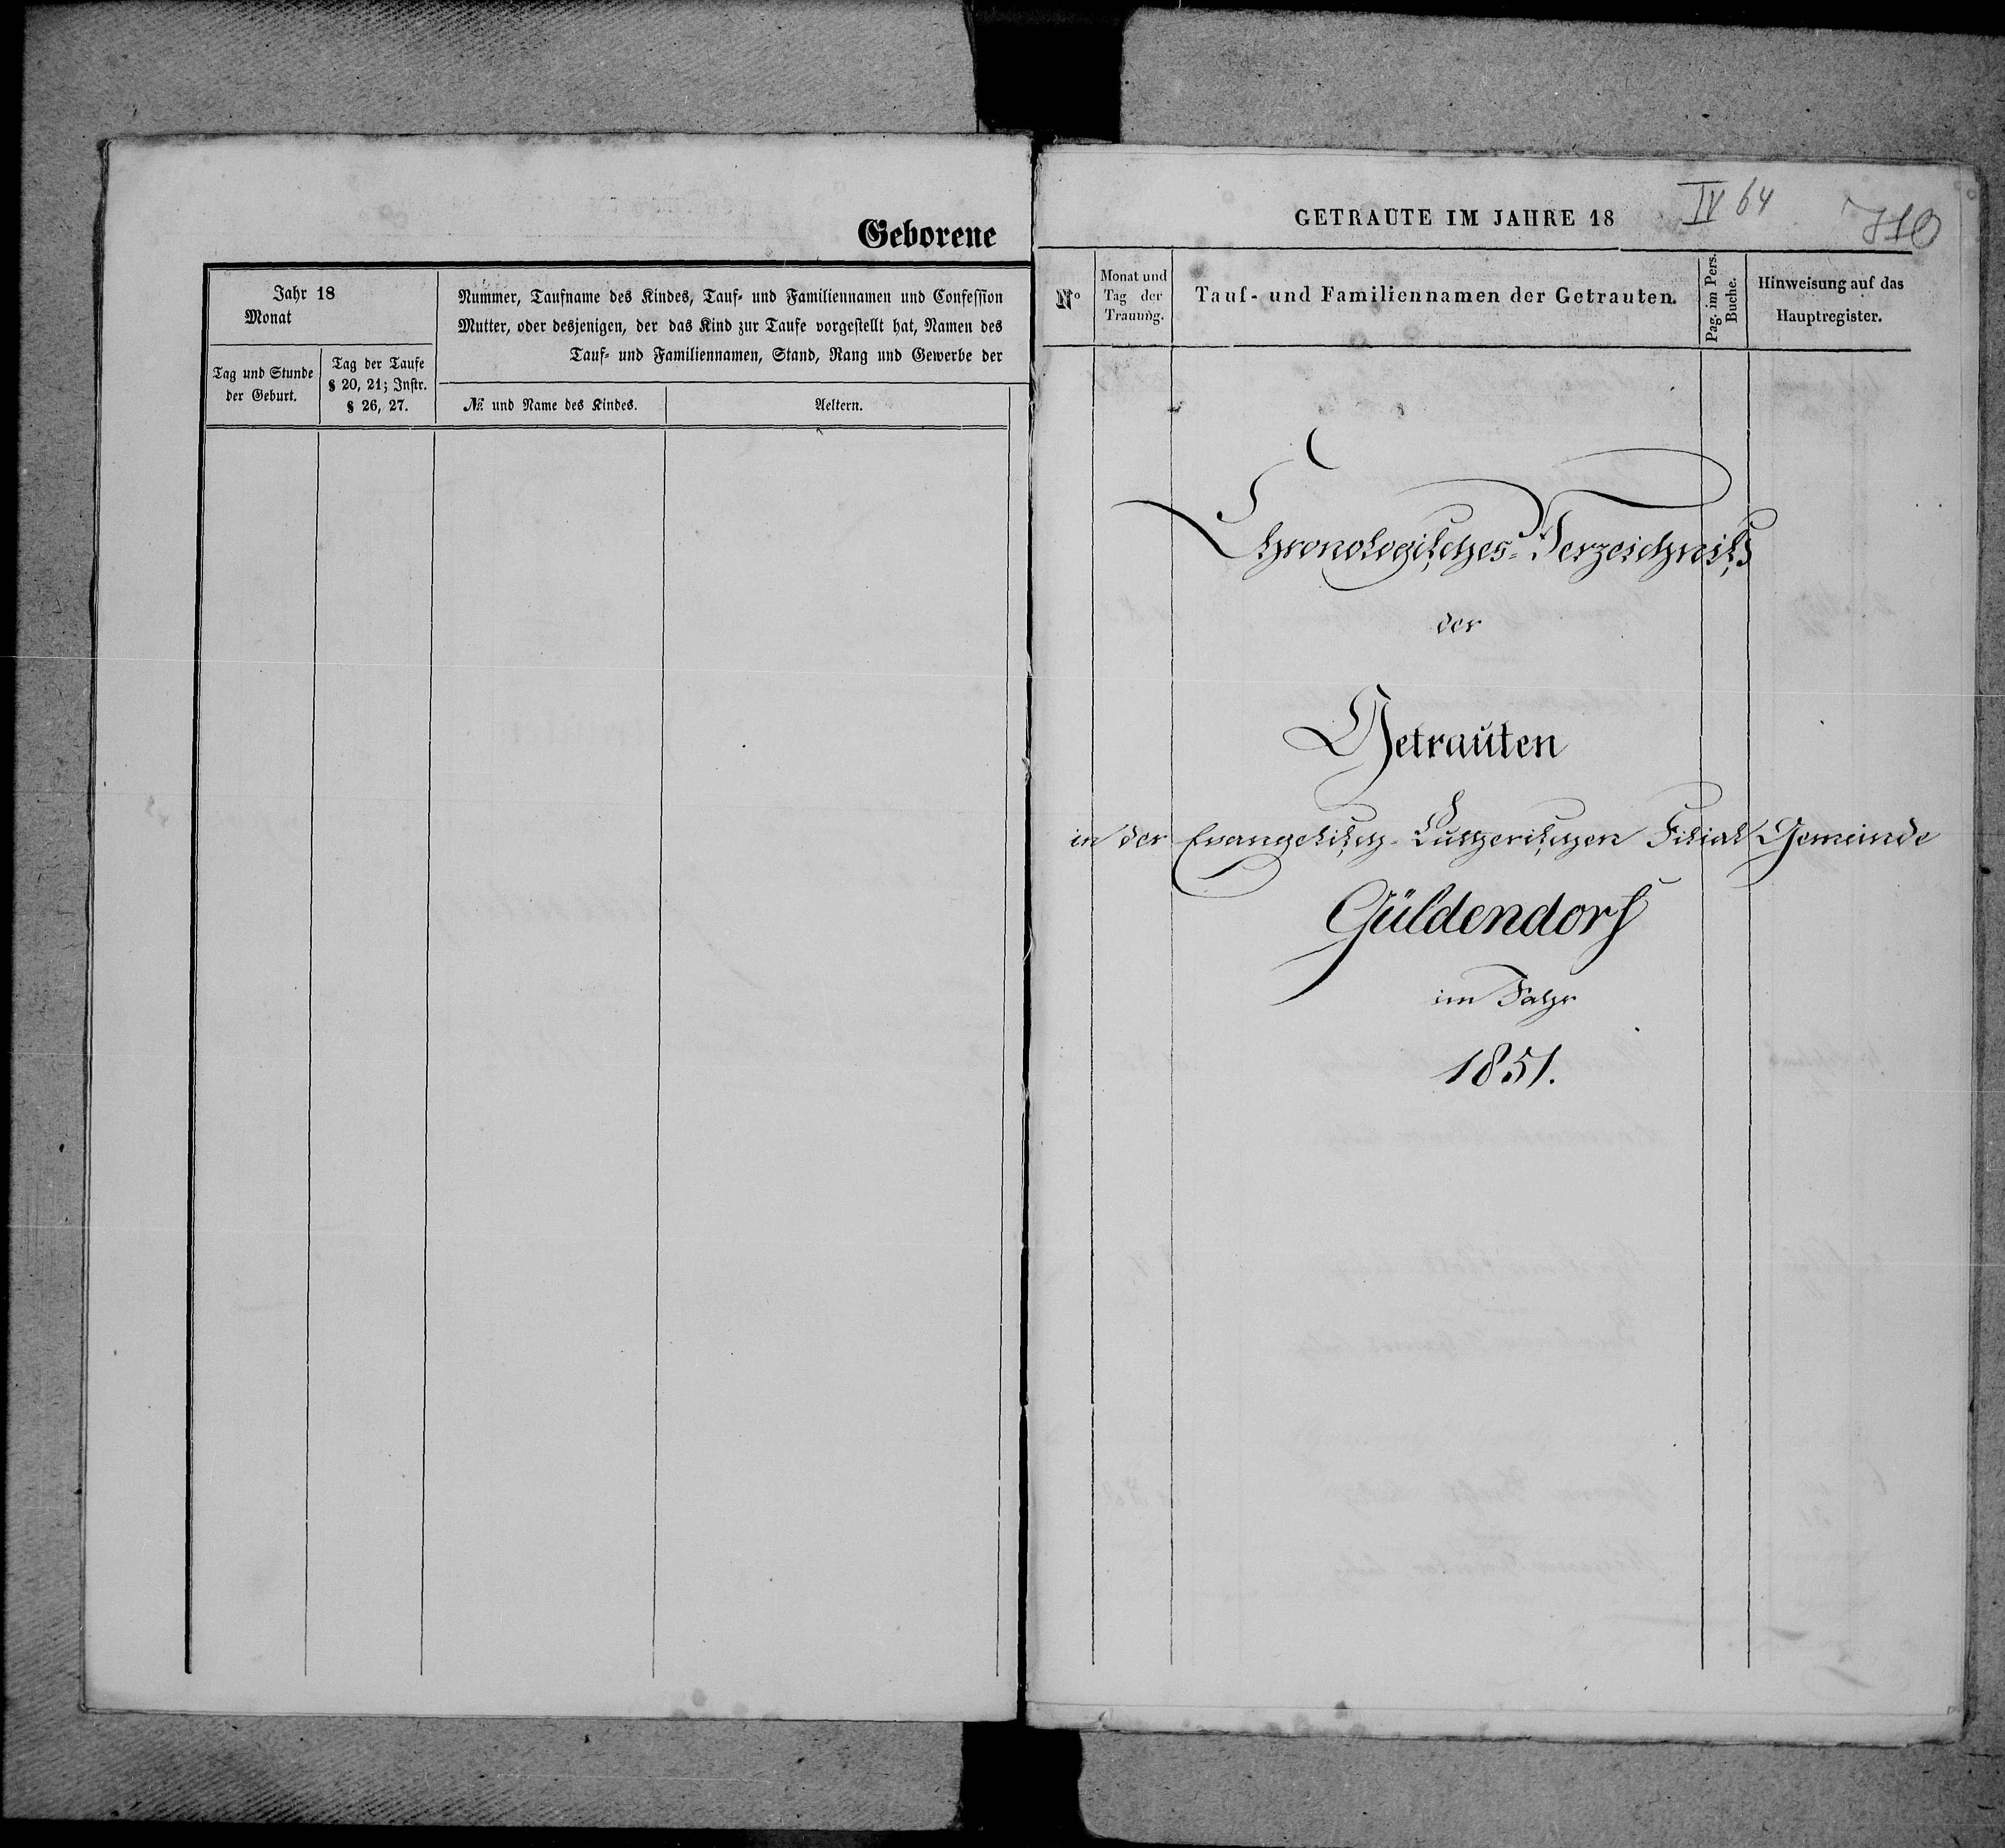 Geborene
Jahr 18
Monat
Nummer, Taufname des Kindes, Tauf- und Familiennamen und Confession
Mutter, oder desjenigen, der das Kind zur Taufe vorgestellt hat, Namen des
Tauf- und Familiennamen, Stand, Rang und Gewerbe der
Tag und Stunde
der Geburt.
Tag der Taufe
§ 20, 21; Instr.
§ 26, 27.
№ und Name des Kindes.
Aeltern.
GETRAUTE IM JAHRE 18
IV 64
710
N°
Monat und
Tag der
Trauung.
Tauf- und Familiennamen der Getrauten.
Pag. im Pers.
Buche.
Hinweisung auf das
Hauptregister.
Chronologisches-Verzeichniss
der
Getrauten
in der Evangelisch-Lutherischen Filial Gemeinde
Güldendorf
im Jahr
1851.